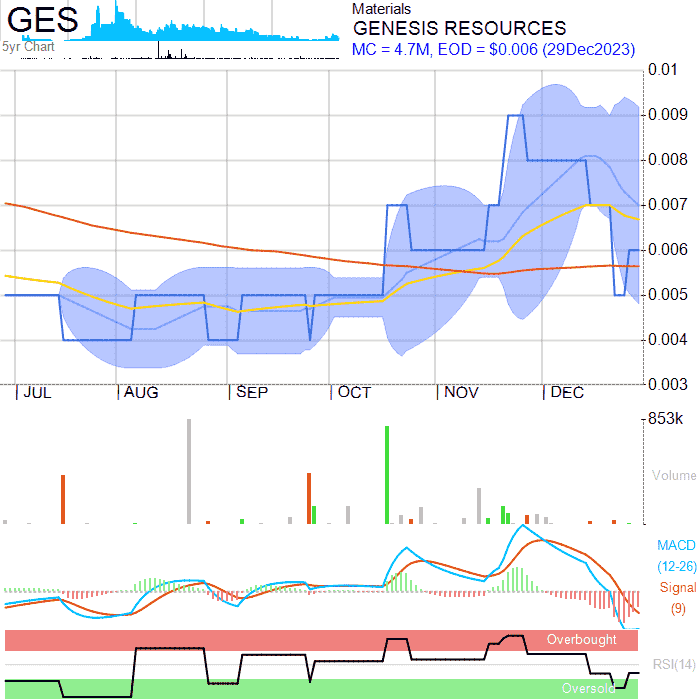 GES
5yr Chart
Materials
GENESIS RESOURCES
MC = 4.7M, EOD = $0.006 (29Dec2023)
0.01
0.009
0.008
0.007
0.006
0.005
0.004
0.003
JUL AUG SEP OCT NOV DEC
853k
Volume
MACD
(12-26)
Signal
(9)
Overbought
RSI(14)
Oversold